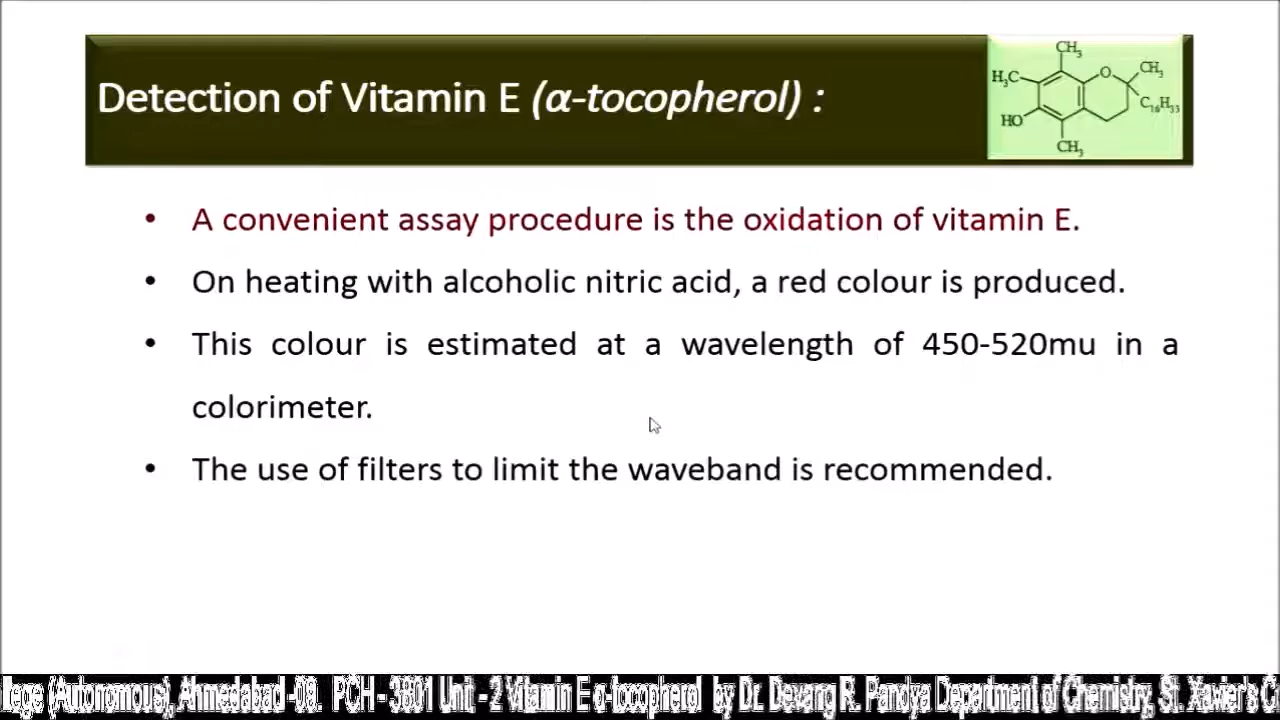 Detection of Vitamin E (α-tocopherol) :
CH₃
H₃C
O
CH₃
C₁₆H₃₃
HO
CH₃
• A convenient assay procedure is the oxidation of vitamin E.
• On heating with alcoholic nitric acid, a red colour is produced.
• This colour is estimated at a wavelength of 450-520mu in a
colorimeter.
• The use of filters to limit the waveband is recommended.
llege (Autonomous), Ahmedabad -09. PCH - 3801 Unit - 2 Vitamin E α-tocopherol by Dr. Devang R. Pandya Department of Chemistry, St. Xavier's C